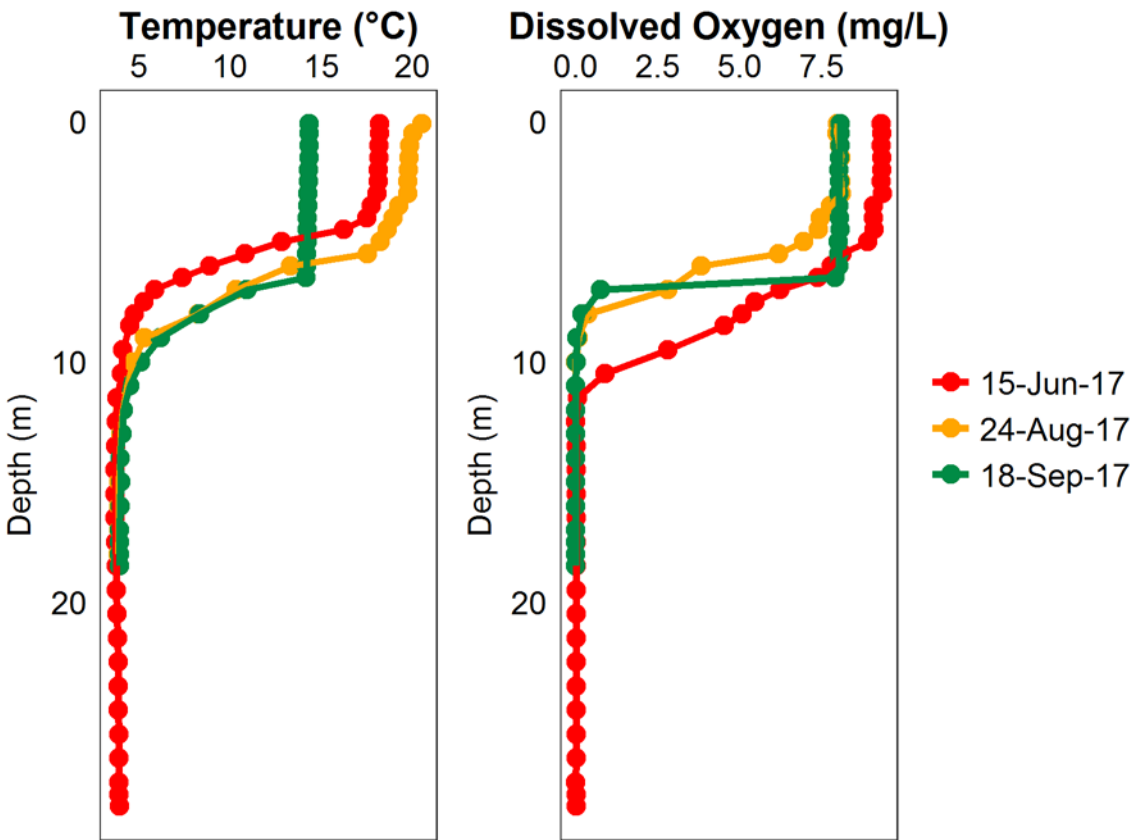 Temperature (°C)
5 10 15 20
0
10
20
Depth (m)
Dissolved Oxygen (mg/L)
0.0 2.5 5.0 7.5
0
10
20
Depth (m)
15-Jun-17
24-Aug-17
18-Sep-17